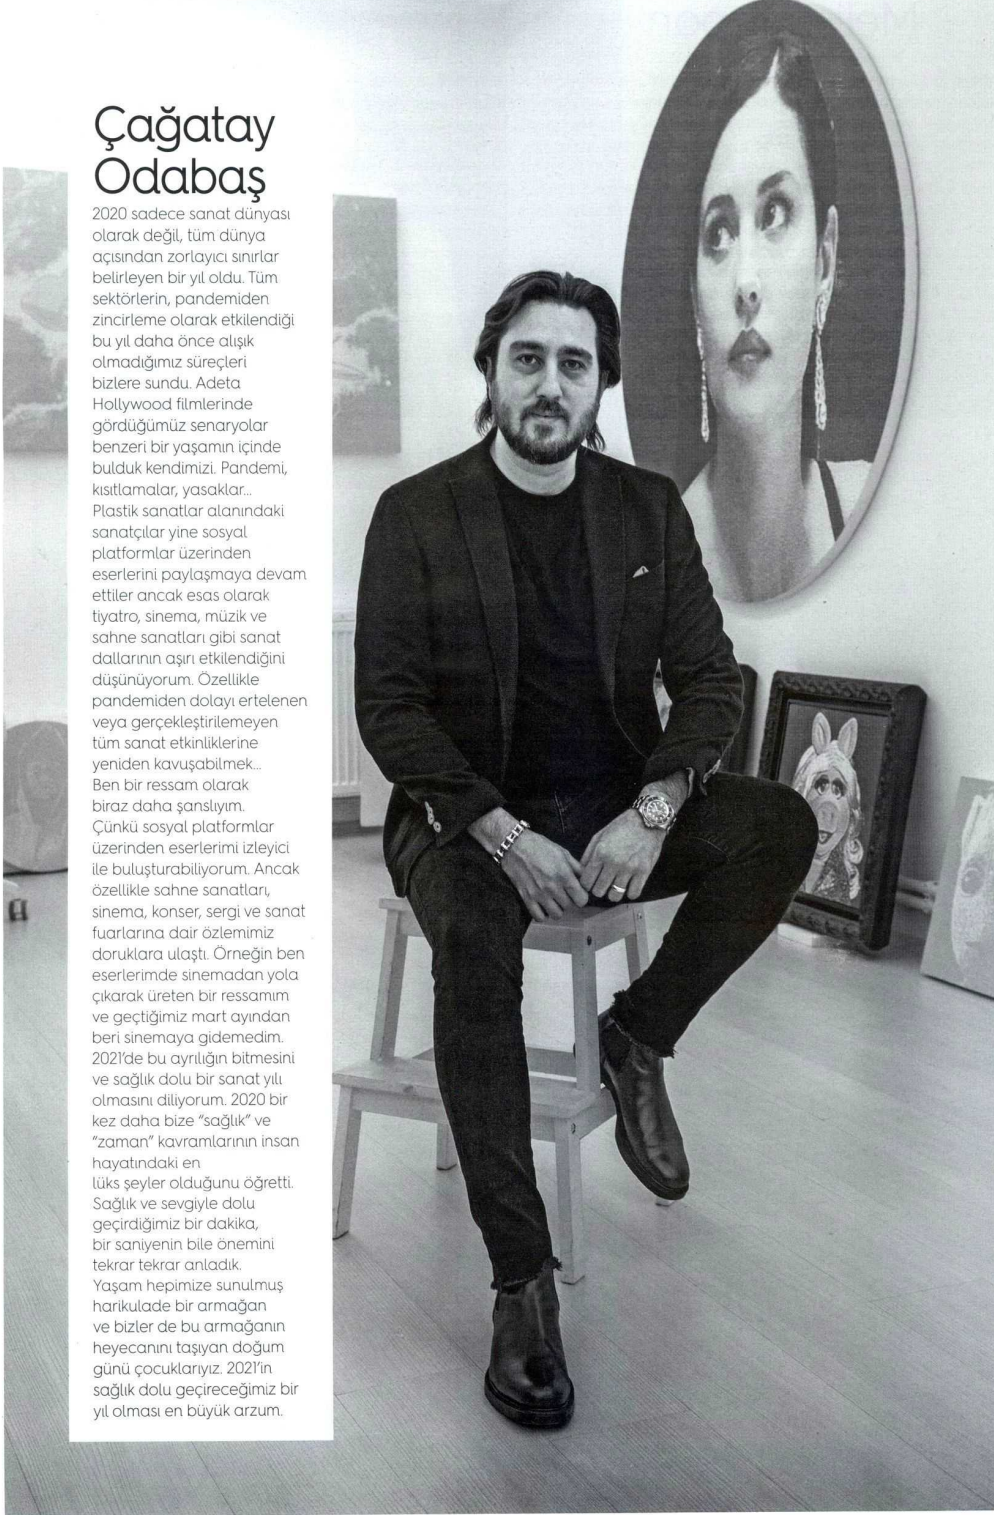 Çağatay
Odabaş
2020 sadece sanat dünyası
olarak değil, tüm dünya
açısından zorlayıcı sınırlar
belirleyen bir yıl oldu. Tüm
sektörlerin, pandemiden
zincirleme olarak etkilendiği
bu yıl daha önce alışık
olmadığımız süreçleri
bizlere sundu. Adeta
Hollywood filmlerinde
gördüğümüz senaryolar
benzeri bir yaşamın içinde
bulduk kendimizi. Pandemi,
kısıtlamalar, yasaklar...
Plastik sanatlar alanındaki
sanatçılar yine sosyal
platformlar üzerinden
eserlerini paylaşmaya devam
ettiler ancak esas olarak
tiyatro, sinema, müzik ve
sahne sanatları gibi sanat
dallarının aşırı etkilendiğini
düşünüyorum. Özellikle
pandemiden dolayı ertelenen
veya gerçekleştirilemeyen
tüm sanat etkinliklerine
yeniden kavuşabilmek...
Ben bir ressam olarak
biraz daha şanslıyım.
Çünkü sosyal platformlar
üzerinden eserlerimi izleyici
ile buluşturabiliyorum. Ancak
özellikle sahne sanatları,
sinema, konser, sergi ve sanat
fuarlarına dair özlemimiz
doruklara ulaştı. Örneğin ben
eserlerimde sinemadan yola
çıkarak üreten bir ressamım
ve geçtiğimiz mart ayından
beri sinemaya gidemedim.
2021'de bu ayrılığın bitmesini
ve sağlık dolu bir sanat yılı
olmasını diliyorum. 2020 bir
kez daha bize “sağlık” ve
“zaman” kavramlarının insan
hayatındaki en
lüks şeyler olduğunu öğretti.
Sağlık ve sevgiyle dolu
geçirdiğimiz bir dakika,
bir saniyenin bile önemini
tekrar tekrar anladık.
Yaşam hepimize sunulmuş
harikulade bir armağan
ve bizler de bu armağanın
heyecanını taşıyan doğum
günü çocuklarıyız. 2021'in
sağlık dolu geçireceğimiz bir
yıl olması en büyük arzum.